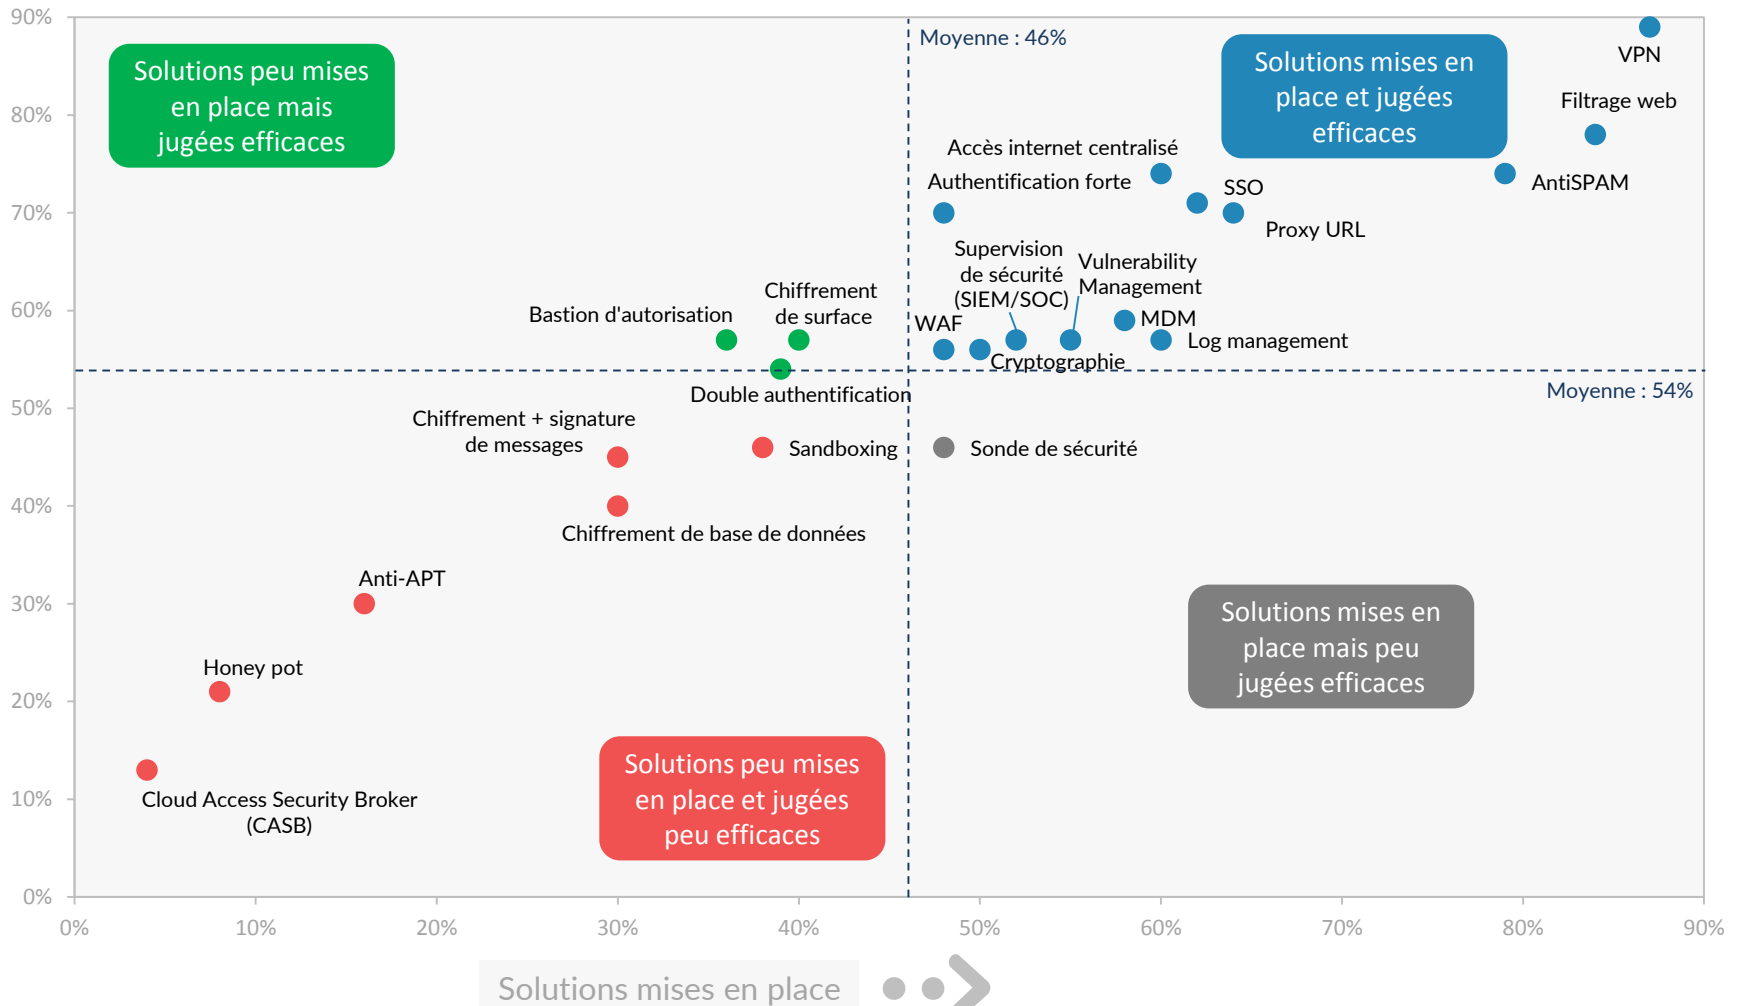 90%
80%
70%
60%
50%
40%
30%
20%
10%
0%
0%
10%
20%
30%
40%
50%
60%
70%
80%
90%
Solutions peu mises
en place mais
jugées efficaces
Moyenne : 46%
Solutions mises en
place et jugées
efficaces
VPN
Filtrage web
AntiSPAM
Accès internet centralisé
Authentification forte
SSO
Proxy URL
Supervision
de sécurité
(SIEM/SOC)
Vulnerability
Management
WAF
MDM
Log management
Cryptographie
Bastion d'autorisation
Chiffrement
de surface
Double authentification
Moyenne : 54%
Chiffrement + signature
de messages
Sandboxing
Sonde de sécurité
Chiffrement de base de données
Anti-APT
Honey pot
Cloud Access Security Broker
(CASB)
Solutions peu mises
en place et jugées
peu efficaces
Solutions mises en
place mais peu
jugées efficaces
Solutions mises en place